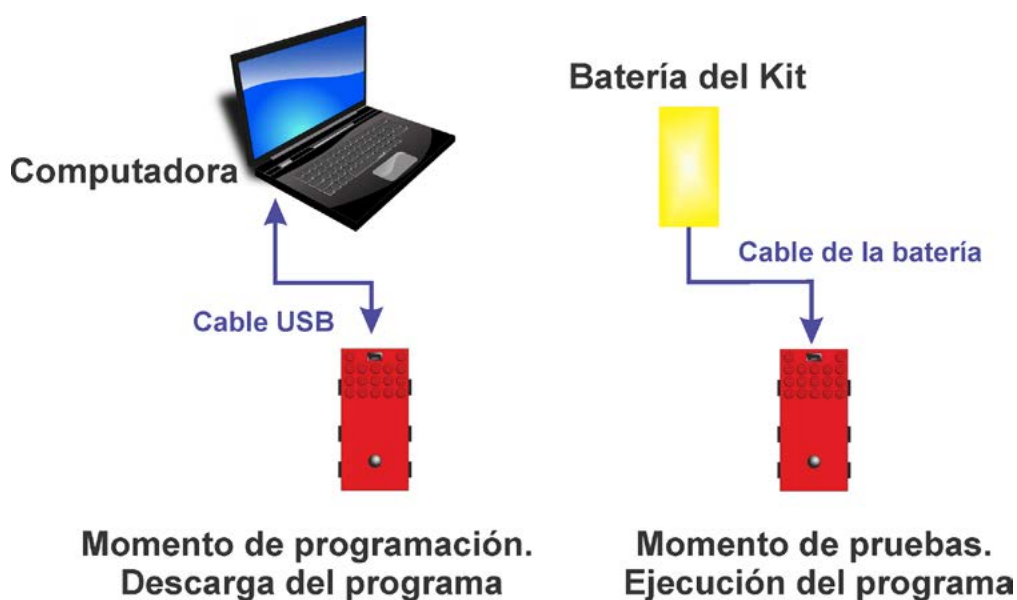 Computadora
Cable USB
Momento de programación.
Descarga del programa
Batería del Kit
Cable de la batería
Momento de pruebas.
Ejecución del programa